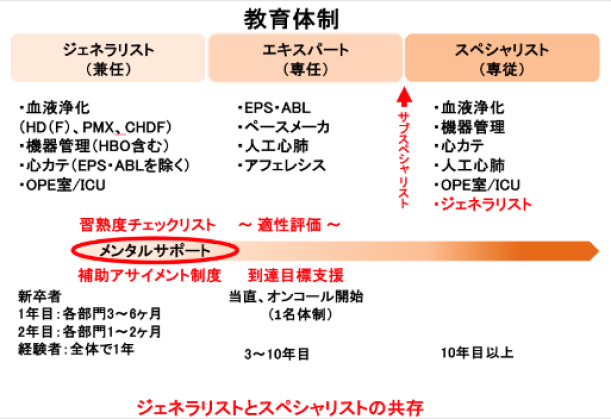 教育体制
ジェネラリスト
（兼任）
エキスパート
（専任）
スペシャリスト
（専従）
・血液浄化
(HD(F)、PMX、CHDF)
・機器管理(HBO含む)
・心カテ(EPS・ABLを除く)
・OPE室/ICU
・EPS・ABL
・ペースメーカ
・人工心肺
・アフェレシス
サブスペシャリスト
・血液浄化
・機器管理
・心カテ
・人工心肺
・OPE室/ICU
・ジェネラリスト
習熟度チェックリスト
～ 適性評価 ～
メンタルサポート
補助アサイメント制度
到達目標支援
新卒者
1年目：各部門3～6ヶ月
2年目：各部門1～2ヶ月
経験者：全体で1年
当直、オンコール開始
（1名体制）
3～10年目
10年目以上
ジェネラリストとスペシャリストの共存